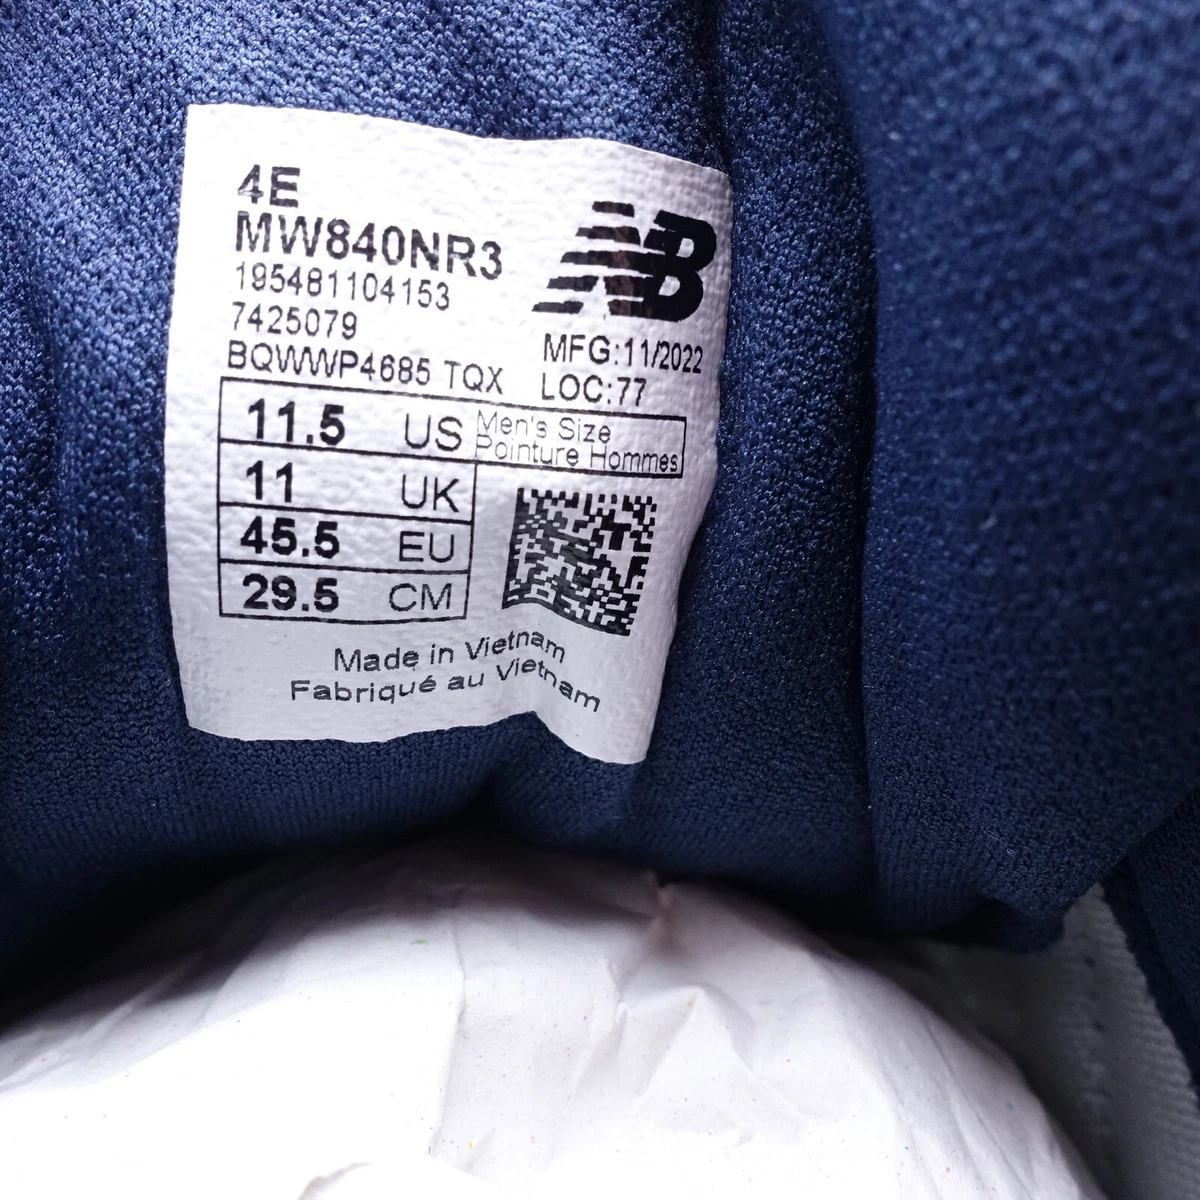 4E
MW840NR3
195481104153
7425079
BQWWP4685 TQX
NB
MFG:11/2022
LOC:77
11.5 US Men's Size
Pointure Hommes
11 UK
45.5 EU
29.5 CM
Made in Vietnam
Fabriqué au Vietnam